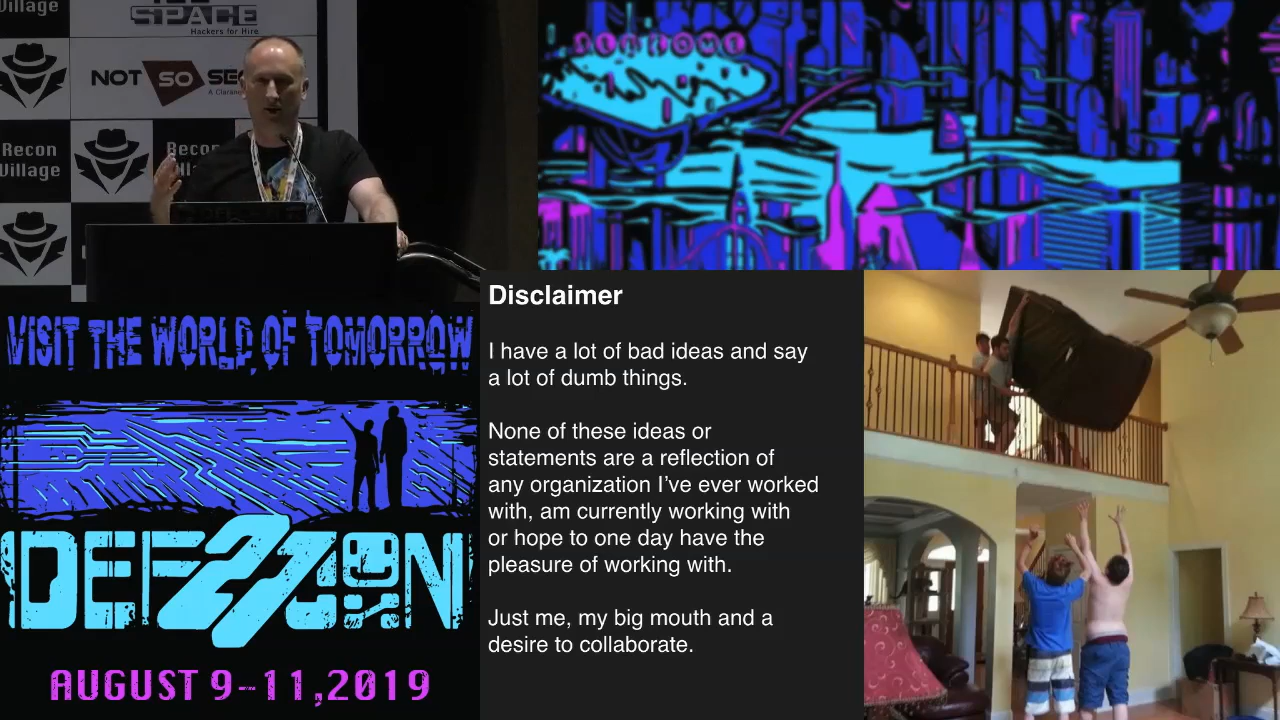 Village
SPACE
Hackers for Hire
NOT SO SE
A Clara
Recon
Village
Recon
VISIT THE WORLD OF TOMORROW
DEF 27 CON
AUGUST 9-11,2019
Disclaimer
I have a lot of bad ideas and say
a lot of dumb things.
None of these ideas or
statements are a reflection of
any organization I've ever worked
with, am currently working with
or hope to one day have the
pleasure of working with.
Just me, my big mouth and a
desire to collaborate.